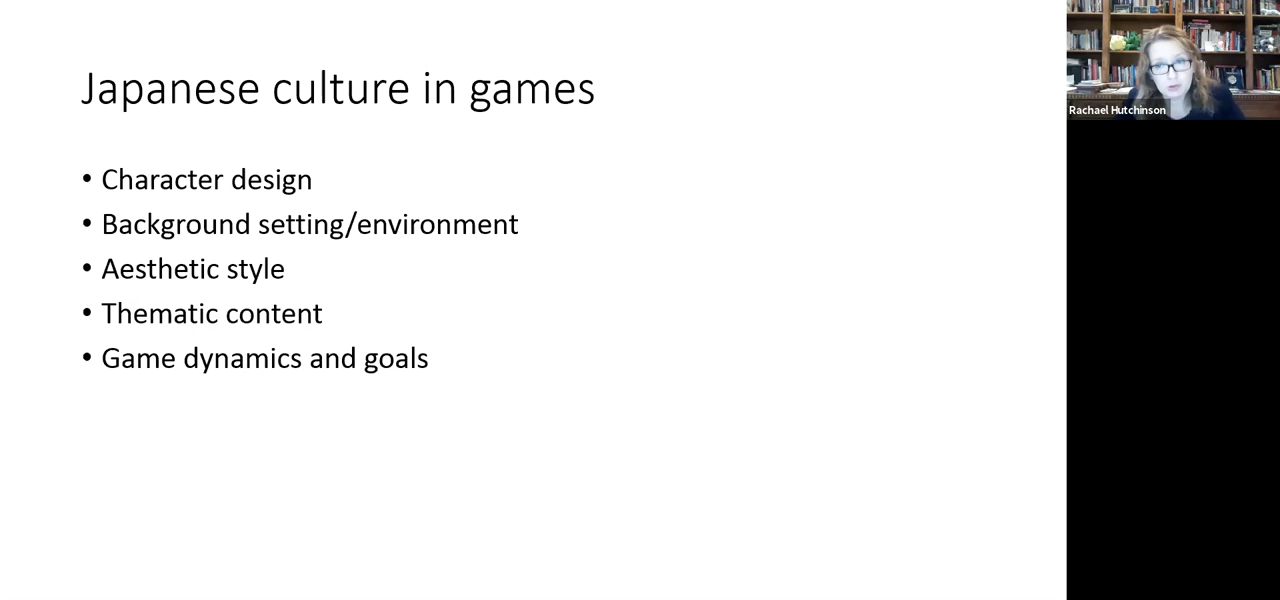 Japanese culture in games
• Character design
• Background setting/environment
• Aesthetic style
• Thematic content
• Game dynamics and goals
Rachael Hutchinson